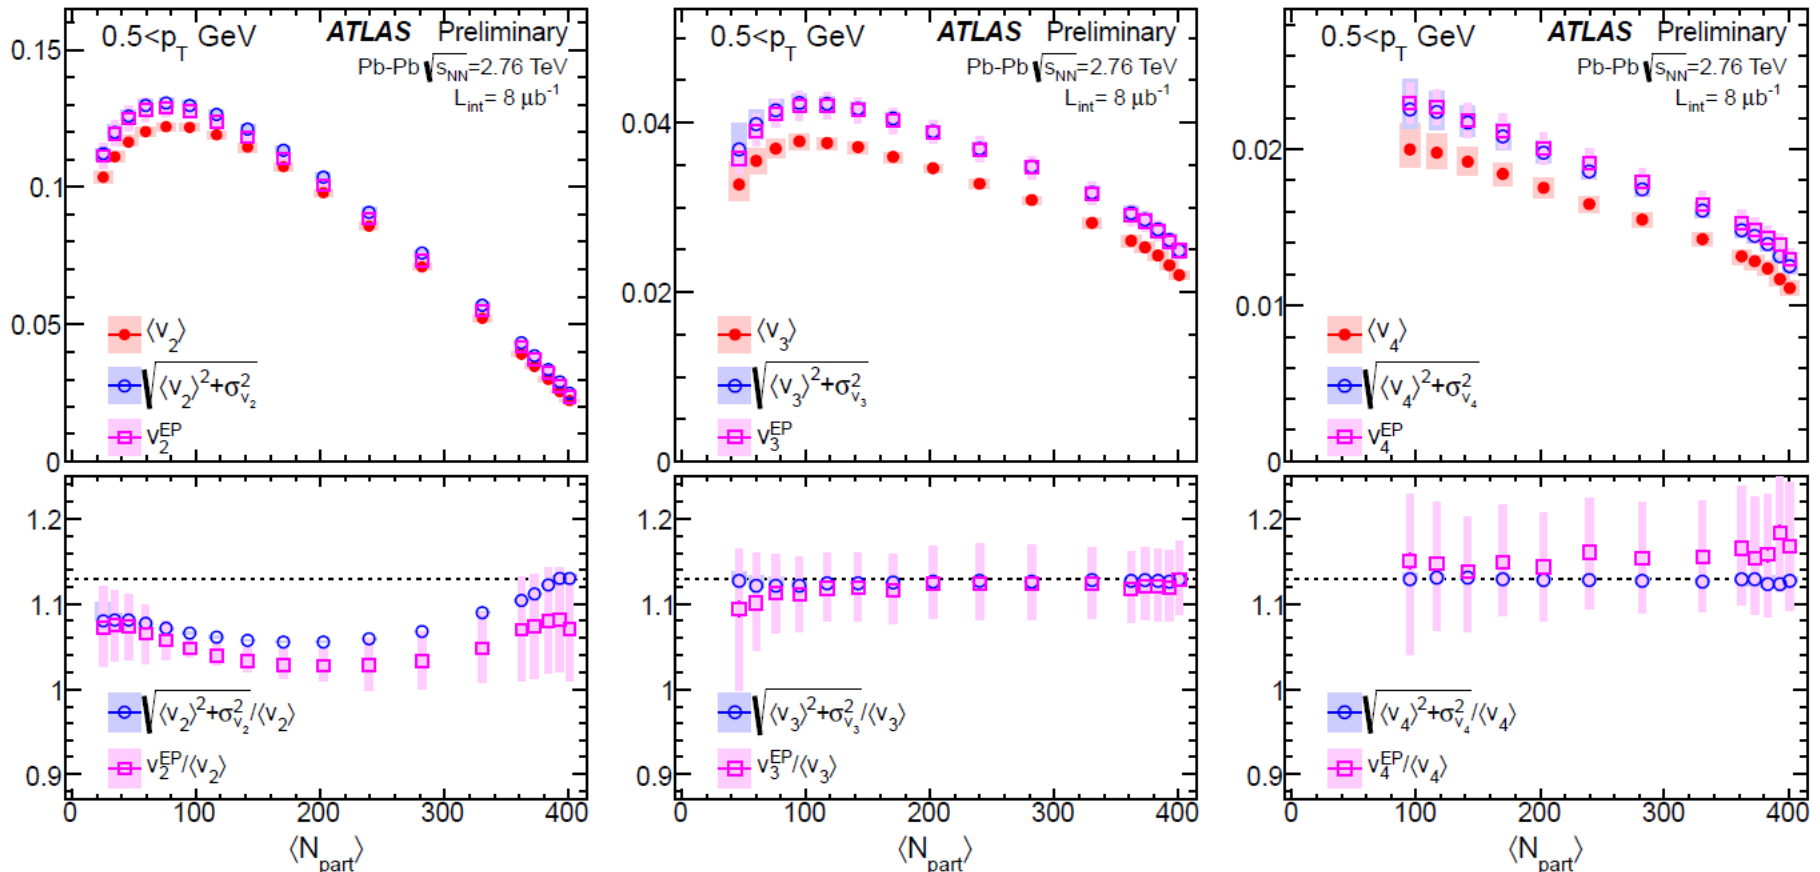 0.5<p_T GeV ATLAS Preliminary
Pb-Pb √s_NN=2.76 TeV
L_int= 8 μb⁻¹
0.15
0.1
0.05
0
⟨v_2⟩
√⟨v_2⟩²+σ²_v_2
v_2^EP
0.5<p_T GeV ATLAS Preliminary
Pb-Pb √s_NN=2.76 TeV
L_int= 8 μb⁻¹
0.04
0.02
0
⟨v_3⟩
√⟨v_3⟩²+σ²_v_3
v_3^EP
0.5<p_T GeV ATLAS Preliminary
Pb-Pb √s_NN=2.76 TeV
L_int= 8 μb⁻¹
0.02
0.01
0
⟨v_4⟩
√⟨v_4⟩²+σ²_v_4
v_4^EP
1.2
1.1
1
0.9
√⟨v_2⟩²+σ²_v_2/⟨v_2⟩
v_2^EP/⟨v_2⟩
0 100 200 300 400
⟨N_part⟩
1.2
1.1
1
0.9
√⟨v_3⟩²+σ²_v_3/⟨v_3⟩
v_3^EP/⟨v_3⟩
0 100 200 300 400
⟨N_part⟩
1.2
1.1
1
0.9
√⟨v_4⟩²+σ²_v_4/⟨v_4⟩
v_4^EP/⟨v_4⟩
0 100 200 300 400
⟨N_part⟩